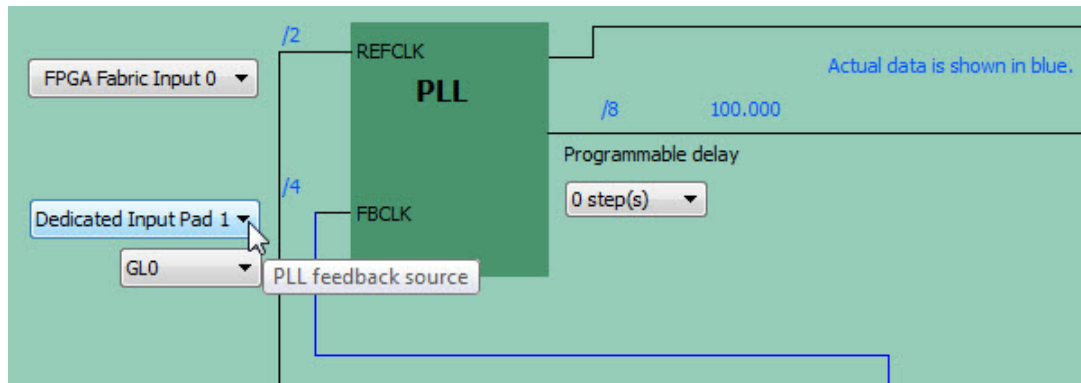 /2
REFCLK
FPGA Fabric Input 0
PLL
Actual data is shown in blue.
/8 100.000
Programmable delay
/4
0 step(s)
Dedicated Input Pad 1
FBCLK
GL0
PLL feedback source